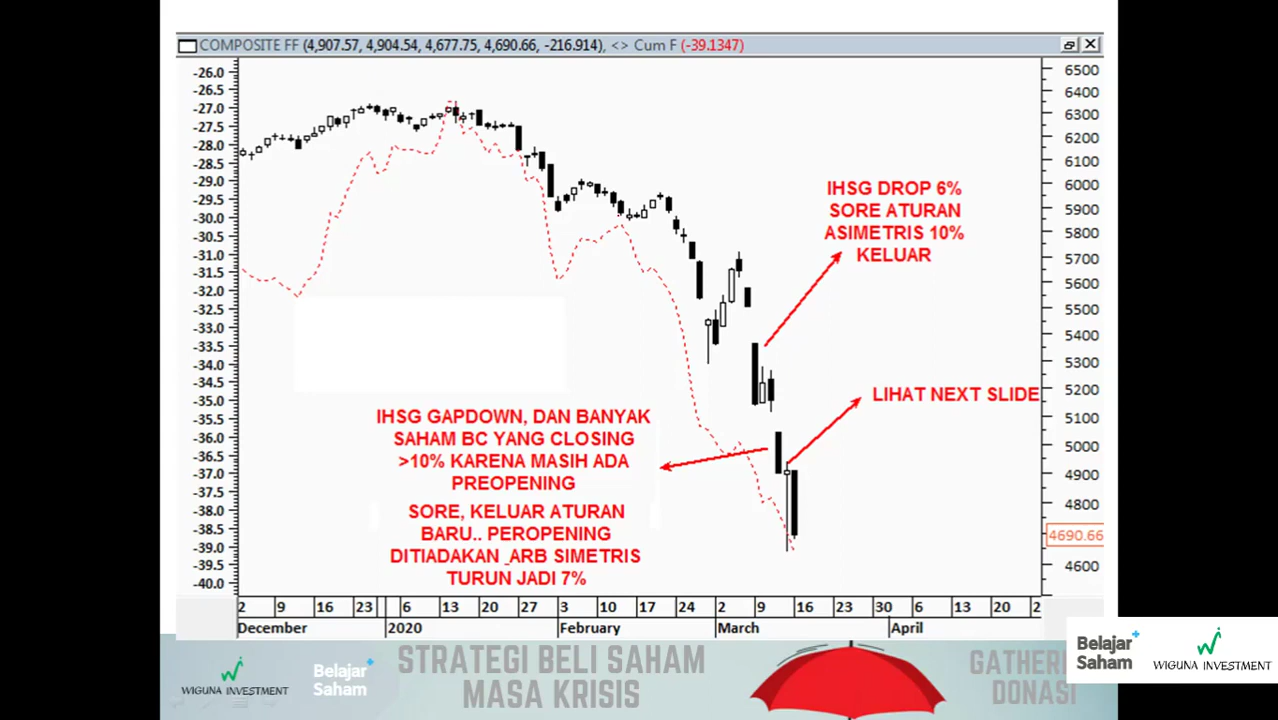 COMPOSITE FF (4,907.57, 4,904.54, 4,677.75, 4,690.66, -216.914), <> Cum F (-39.1347)
-26.0
-26.5
-27.0
-27.5
-28.0
-28.5
-29.0
-29.5
-30.0
-30.5
-31.0
-31.5
-32.0
-32.5
-33.0
-33.5
-34.0
-34.5
-35.0
-35.5
-36.0
-36.5
-37.0
-37.5
-38.0
-38.5
-39.0
-39.5
-40.0
6500
6400
6300
6200
6100
6000
5900
5800
5700
5600
5500
5400
5300
5200
5100
5000
4900
4800
4690.66
4600
IHSG DROP 6%
SORE ATURAN
ASIMETRIS 10%
KELUAR
LIHAT NEXT SLIDE
IHSG GAPDOWN, DAN BANYAK
SAHAM BC YANG CLOSING
>10% KARENA MASIH ADA
PREOPENING
SORE, KELUAR ATURAN
BARU.. PEROPENING
DITIADAKAN _ARB SIMETRIS
TURUN JADI 7%
2 9 16 23 6 13 20 27 3 10 17 24 2 9 16 23 30 6 13 20
December 2020 February March April
WIGUNA INVESTMENT
Belajar+
Saham
STRATEGI BELI SAHAM
MASA KRISIS
GATHERI
DONASI
Belajar+
Saham
WIGUNA INVESTMENT